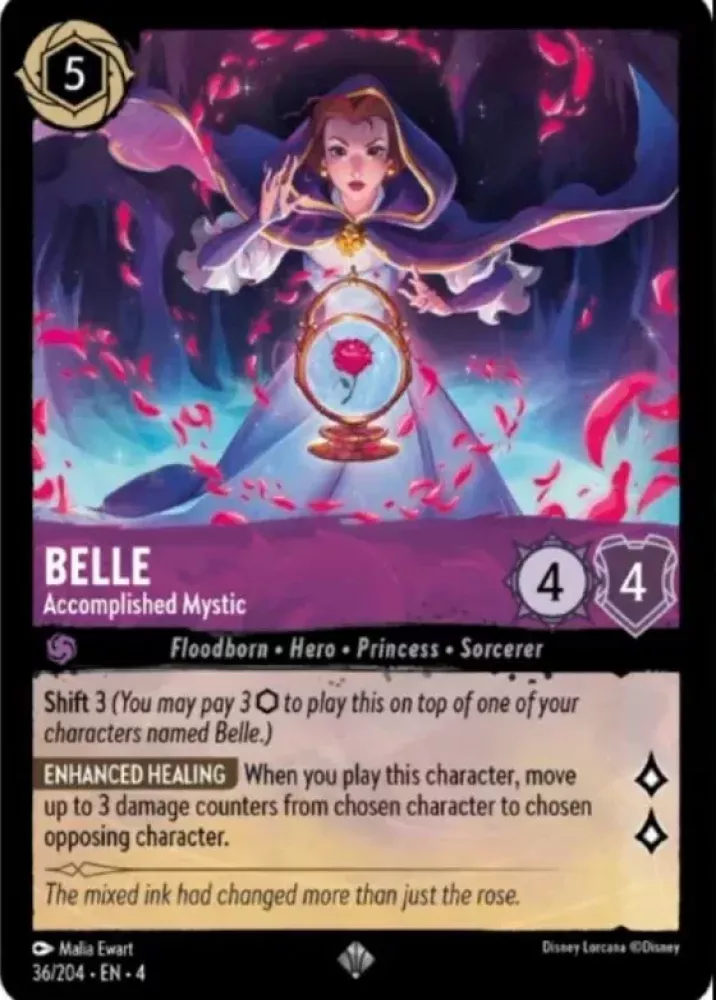 5
BELLE
Accomplished Mystic
4
4
Floodborn • Hero • Princess • Sorcerer
Shift 3 (You may pay 3 to play this on top of one of your
characters named Belle.)
ENHANCED HEALING When you play this character, move
up to 3 damage counters from chosen character to chosen
opposing character.
The mixed ink had changed more than just the rose.
Malia Ewart
Disney Lorcana ©Disney
36/204 • EN • 4